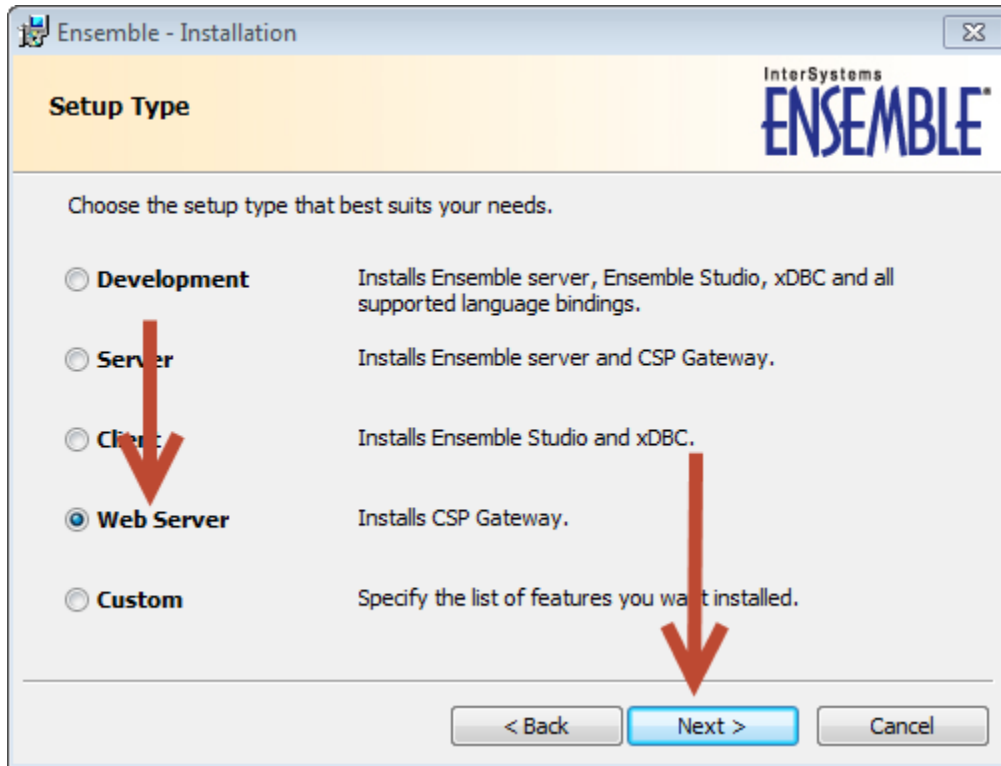 Ensemble - Installation
Setup Type
InterSystems
ENSEMBLE
Choose the setup type that best suits your needs.
Development
Installs Ensemble server, Ensemble Studio, xDBC and all
supported language bindings.
Server
Installs Ensemble server and CSP Gateway.
Client
Installs Ensemble Studio and xDBC.
Web Server
Installs CSP Gateway.
Custom
Specify the list of features you want installed.
< Back
Next >
Cancel